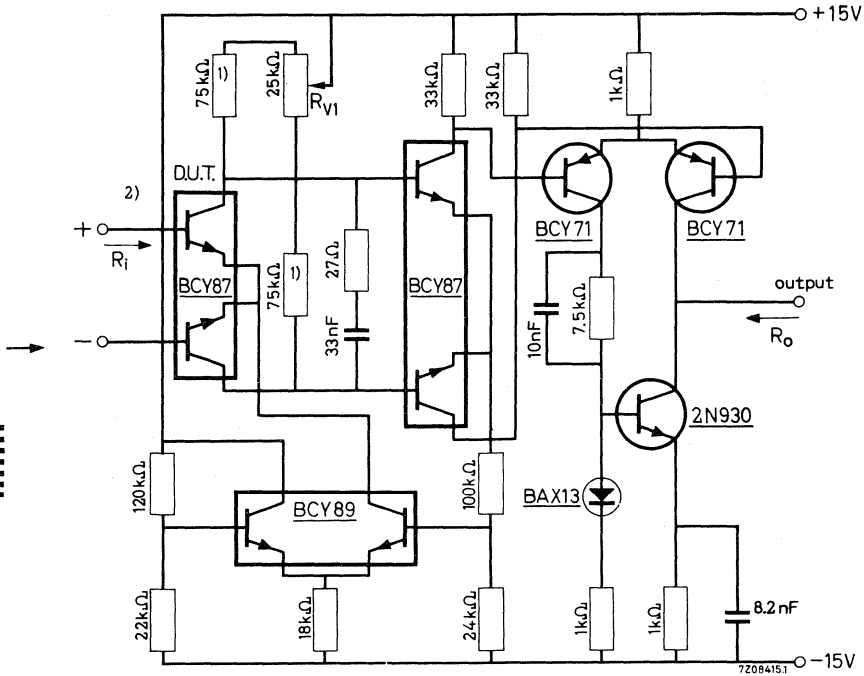 +15V
75kΩ
1)
25kΩ
RV1
33kΩ
33kΩ
1kΩ
D.U.T.
2)
+
Ri
BCY87
75kΩ
1)
27Ω
33nF
BCY87
BCY71
BCY71
10nF
7.5kΩ
output
Ro
−
2N930
120kΩ
BCY89
100kΩ
BAX13
22kΩ
18kΩ
24kΩ
1kΩ
1kΩ
8.2nF
-15V
7Z08415.1